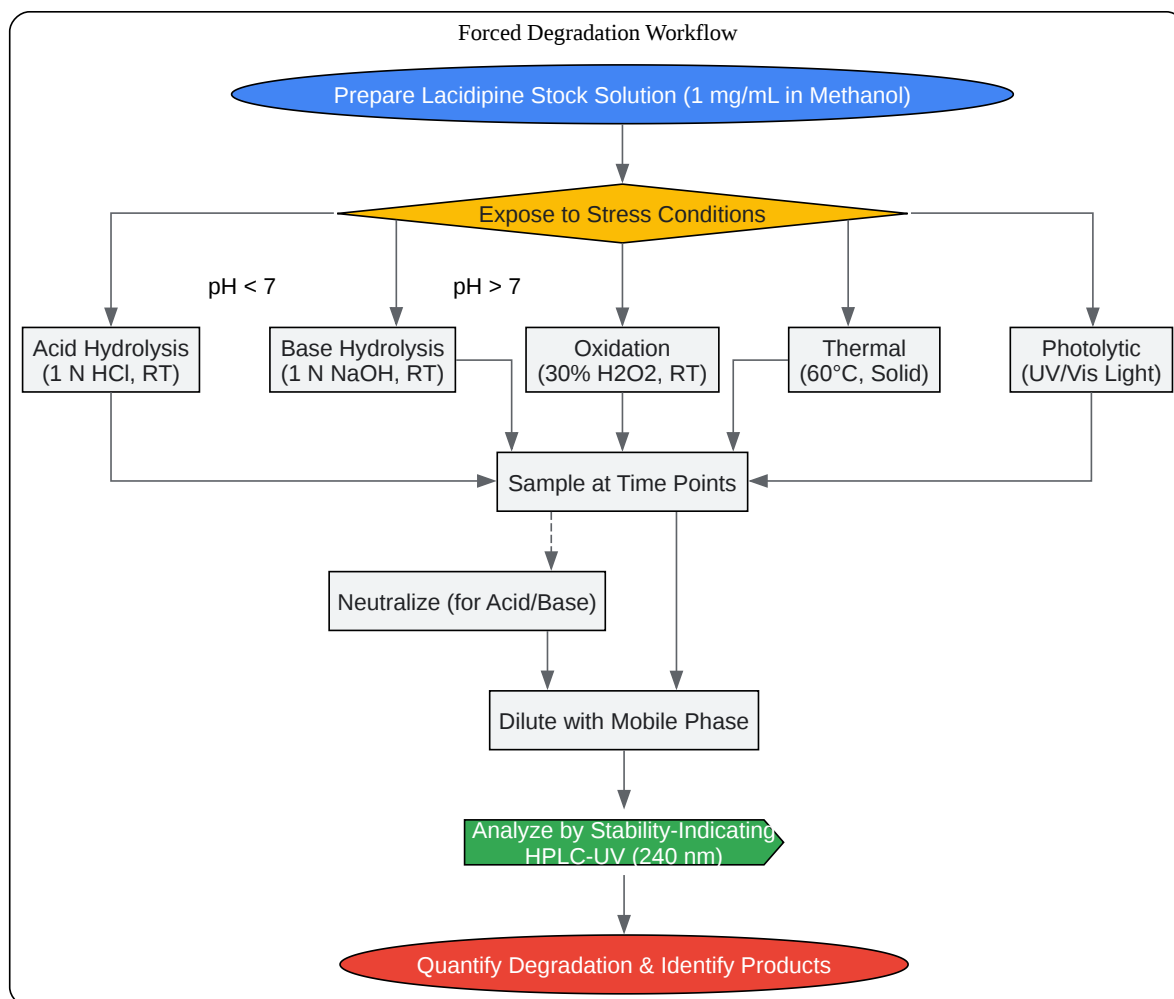 Forced Degradation Workflow
Prepare Lacidipine Stock Solution (1 mg/mL in Methanol)
Expose to Stress Conditions
pH < 7
pH > 7
Acid Hydrolysis
(1 N HCl, RT)
Base Hydrolysis
(1 N NaOH, RT)
Oxidation
(30% H2O2, RT)
Thermal
(60°C, Solid)
Photolytic
(UV/Vis Light)
Sample at Time Points
Neutralize (for Acid/Base)
Dilute with Mobile Phase
Analyze by Stability-Indicating
HPLC-UV (240 nm)
Quantify Degradation & Identify Products